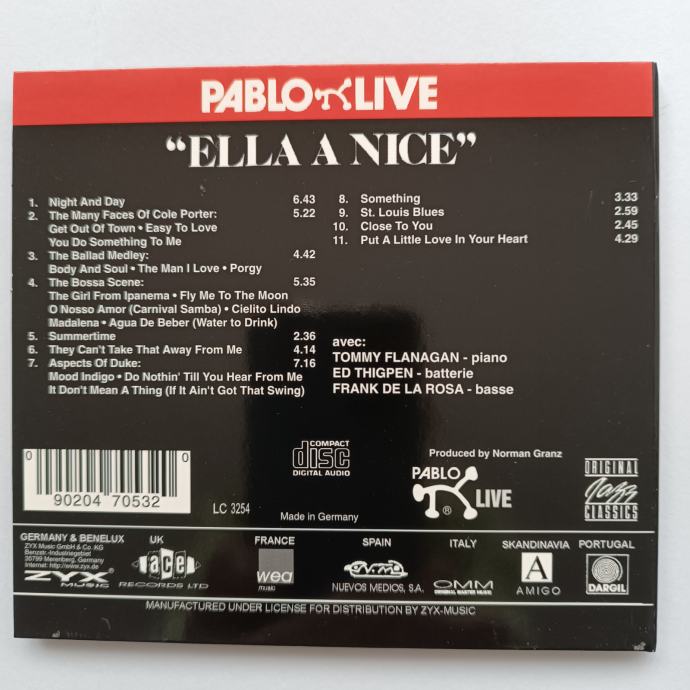 PABLO LIVE
"ELLA A NICE"
1. Night And Day 6.43
2. The Many Faces Of Cole Porter: 5.22
Get Out Of Town • Easy To Love
You Do Something To Me
3. The Ballad Medley: 4.42
Body And Soul • The Man I Love • Porgy
4. The Bossa Scene: 5.35
The Girl From Ipanema • Fly Me To The Moon
O Nosso Amor (Carnival Samba) • Cielito Lindo
Madalena • Agua De Beber (Water to Drink)
5. Summertime 2.36
6. They Can't Take That Away From Me 4.14
7. Aspects Of Duke: 7.16
Mood Indigo • Do Nothin' Till You Hear From Me
It Don't Mean A Thing (If It Ain't Got That Swing)
8. Something 3.33
9. St. Louis Blues 2.59
10. Close To You 2.45
11. Put A Little Love In Your Heart 4.29
avec:
TOMMY FLANAGAN - piano
ED THIGPEN - batterie
FRANK DE LA ROSA - basse
0 90204 70532 0
LC 3254
COMPACT
disc
DIGITAL AUDIO
Made in Germany
Produced by Norman Granz
PABLO
® LIVE
ORIGINAL
Jazz
CLASSICS
GERMANY & BENELUX
ZYX Music GmbH & Co. KG
Benzstr.-Industriegebiet
35799 Merenberg, Germany
Internet: http://www.zyx.de
ZYX
MUSIC
UK
ace
RECORDS LTD
FRANCE
wea
music
SPAIN
NUEVOS MEDIOS, S.A.
ITALY
OMM
ORIGINAL MASTER MUSIC
SKANDINAVIA
A
AMIGO
PORTUGAL
DARGIL
MANUFACTURED UNDER LICENSE FOR DISTRIBUTION BY ZYX-MUSIC